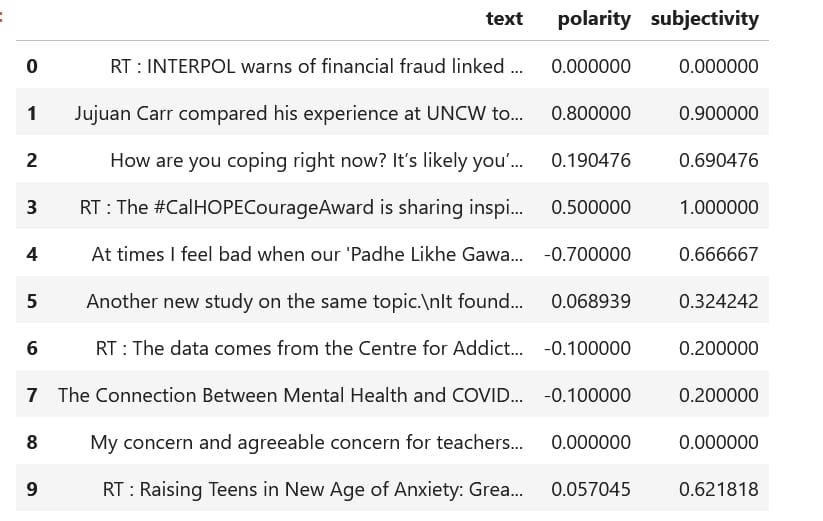 text polarity subjectivity
0 RT : INTERPOL warns of financial fraud linked ... 0.000000 0.000000
1 Jujuan Carr compared his experience at UNCW to... 0.800000 0.900000
2 How are you coping right now? It’s likely you’... 0.190476 0.690476
3 RT : The #CalHOPECourageAward is sharing inspi... 0.500000 1.000000
4 At times I feel bad when our 'Padhe Likhe Gawa... -0.700000 0.666667
5 Another new study on the same topic.\nIt found... 0.068939 0.324242
6 RT : The data comes from the Centre for Addict... -0.100000 0.200000
7 The Connection Between Mental Health and COVID... -0.100000 0.200000
8 My concern and agreeable concern for teachers... 0.000000 0.000000
9 RT : Raising Teens in New Age of Anxiety: Grea... 0.057045 0.621818